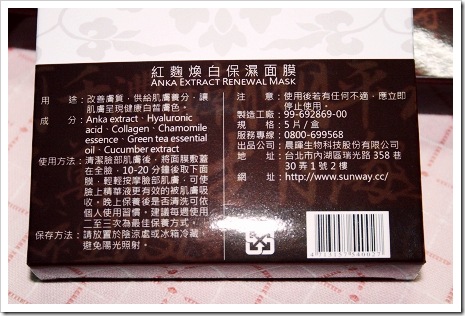 紅麴煥白保濕面膜
ANKA EXTRACT RENEWAL MASK
用　　途：改善膚質，供給肌膚養分，讓
肌膚呈現健康白皙膚色。
成　　分：Anka extract、Hyaluronic
acid、Collagen、Chamomile
essence、Green tea essential
oil、Cucumber extract
使用方法：清潔臉部肌膚後，將面膜敷蓋
在全臉，10-20分鐘後取下面
膜，輕輕按摩臉部肌膚，可使
臉上精華液更有效的被肌膚吸
收，晚上保養後是否清洗可依
個人使用習慣，建議每週使用
二至三次為最佳保養方式。
保存方法：請放置於陰涼處或冰箱冷藏，
避免陽光照射。
注　　意：使用後若有任何不適，應立即
停止使用。
製造工廠：99-692869-00
規　　格：5片/盒
服務專線：0800-699568
出品公司：晨暉生物科技股份有限公司
地　　址：台北市內湖區瑞光路358巷
30弄1號2樓
網　　址：http://www.sunway.cc/
4713157540027